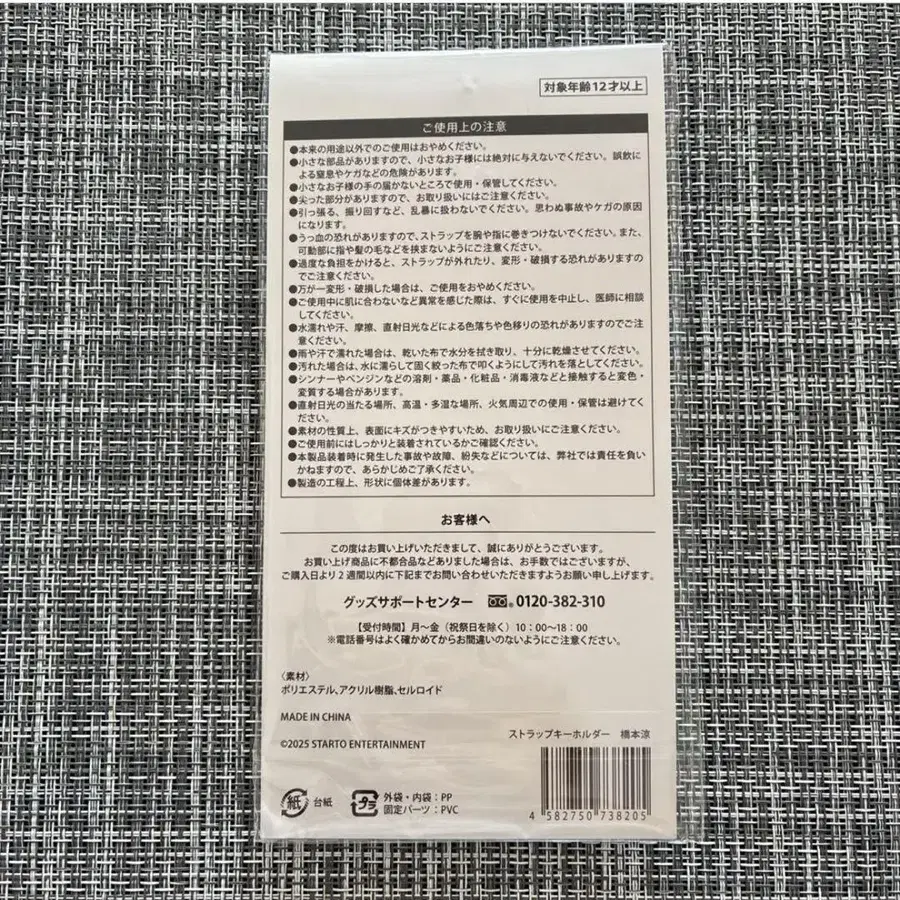 対象年齢12才以上
ご使用上の注意
●本来の用途以外でのご使用はおやめください。
●小さな部品がありますので、小さなお子様には絶対に与えないでください。誤飲
による窒息やケガなどの危険があります。
●小さなお子様の手の届かないところで使用・保管してください。
●尖った部分がありますので、お取り扱いにはご注意ください。
●引っ張る、振り回すなど、乱暴に扱わないでください。思わぬ事故やケガの原因
になります。
●うっ血の恐れがありますので、ストラップを腕や指に巻きつけないでください。また、
可動部に指や髪の毛などを挟まないようにご注意ください。
●過度な負担をかけると、ストラップが外れたり、変形・破損する恐れがありますの
でご注意ください。
●万が一変形・破損した場合は、ご使用をおやめください。
●ご使用中に肌に合わないなど異常を感じた際は、すぐに使用を中止し、医師に相談
してください。
●水濡れや汗、摩擦、直射日光などによる色落ちや色移りの恐れがありますのでご注
意ください。
●雨や汗で濡れた場合は、乾いた布で水分を拭き取り、十分に乾燥させてください。
●汚れた場合は、水に濡らして固く絞った布で叩くようにして汚れを落としてください。
●シンナーやベンジンなどの溶剤・薬品・化粧品・消毒液などと接触すると変色・
変質する場合があります。
●直射日光の当たる場所、高温・多湿な場所、火気周辺での使用・保管は避けてく
ださい。
●素材の性質上、表面にキズがつきやすいため、お取り扱いにご注意ください。
●ご使用前にはしっかりと装着されているかご確認ください。
●本製品装着時に発生した事故や故障、紛失などについては、弊社では責任を負い
かねますので、あらかじめご了承ください。
●製造の工程上、形状に個体差があります。
お客様へ
この度はお買い上げいただきまして、誠にありがとうございます。
お買い上げ商品に不都合品などありました場合は、お手数ではございますが、
ご購入日より2週間以内に下記までお問い合わせいただきますようお願い申し上げます。
グッズサポートセンター 0120-382-310
【受付時間】月〜金（祝祭日を除く）10：00〜18：00
※電話番号はよく確かめてからお間違いのないようにご注意ください。
〈素材〉
ポリエステル、アクリル樹脂、セルロイド
MADE IN CHINA
©2025 STARTO ENTERTAINMENT
ストラップキーホルダー 橋本涼
紙 台紙
プラ 外袋・内袋：PP
固定パーツ：PVC
4 582750 738205